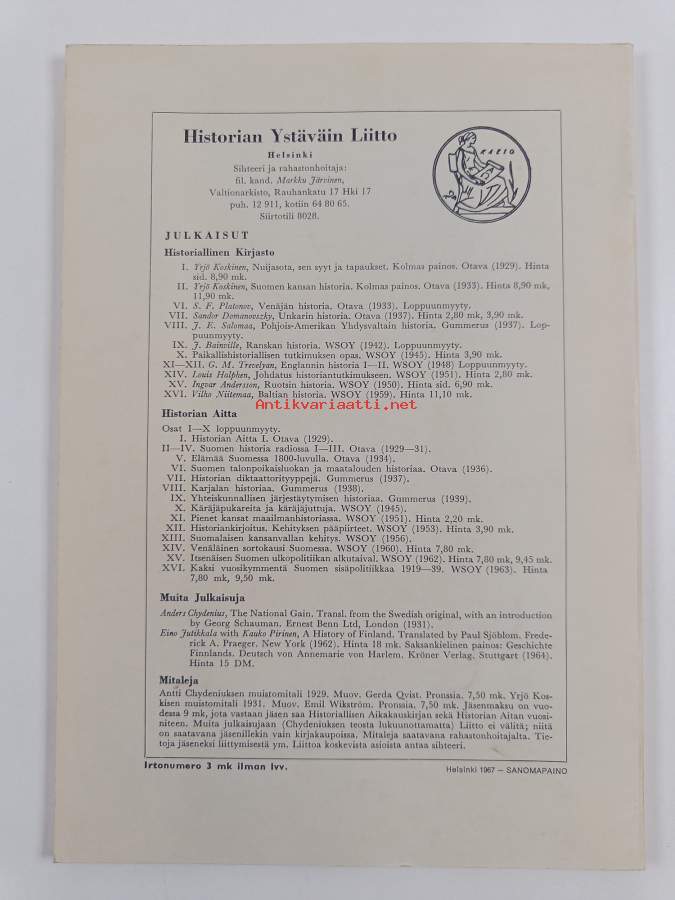 Historian Ystäväin Liitto
Helsinki
Sihteeri ja rahastonhoitaja:
fil. kand. Markku Järvinen,
Valtionarkisto, Rauhankatu 17 Hki 17
puh. 12 911, kotiin 64 80 65.
Siirtotili 8028.
JULKAISUT
Historiallinen Kirjasto
I. Yrjö Koskinen, Nuijasota, sen syyt ja tapaukset. Kolmas painos. Otava (1929). Hinta
sid. 8,90 mk.
II. Yrjö Koskinen, Suomen kansan historia. Kolmas painos. Otava (1933). Hinta 8,90 mk,
11,90 mk.
VI. S. F. Platonov, Venäjän historia. Otava (1933). Loppuunmyyty.
VII. Sandor Domanovszky, Unkarin historia. Otava (1937). Hinta 2,80 mk, 3,90 mk.
VIII. J. E. Salomaa, Pohjois-Amerikan Yhdysvaltain historia. Gummerus (1937). Lop-
puunmyyty.
IX. J. Bainville, Ranskan historia. WSOY (1942). Loppuunmyyty.
X. Paikallishistoriallisen tutkimuksen opas. WSOY (1945). Hinta 3,90 mk.
XI—XII. G. M. Trevelyan, Englannin historia I—II. WSOY (1948) Loppuunmyyty.
XIV. Louis Halphen, Johdatus historiantutkimukseen. WSOY (1951). Hinta 2,80 mk.
XV. Ingvar Andersson, Ruotsin historia. WSOY (1950). Hinta sid. 6,90 mk.
XVI. Vilho Niitemaa, Baltian historia. WSOY (1959). Hinta 11,10 mk.
Antikvariaatti.net
Historian Aitta
Osat I—X loppuunmyyty.
I. Historian Aitta I. Otava (1929).
II—IV. Suomen historia radiossa I—III. Otava (1929—31).
V. Elämää Suomessa 1800-luvulla. Otava (1934).
VI. Suomen talonpoikaisluokan ja maatalouden historiaa. Otava (1936).
VII. Historian diktaattorityyppejä. Gummerus (1937).
VIII. Karjalan historiaa. Gummerus (1938).
IX. Yhteiskunnallisen järjestäytymisen historiaa. Gummerus (1939).
X. Käräjäpukareita ja käräjäjuttuja. WSOY (1945).
XI. Pienet kansat maailmanhistoriassa. WSOY (1951). Hinta 2,20 mk.
XII. Historiankirjoitus. Kehityksen pääpiirteet. WSOY (1953). Hinta 3,90 mk.
XIII. Suomalaisen kansanvallan kehitys. WSOY (1956).
XIV. Venäläinen sortokausi Suomessa. WSOY (1960). Hinta 7,80 mk.
XV. Itsenäisen Suomen ulkopolitiikan alkutaival. WSOY (1962). Hinta 7,80 mk, 9,45 mk.
XVI. Kaksi vuosikymmentä Suomen sisäpolitiikkaa 1919—39. WSOY (1963). Hinta
7,80 mk, 9,50 mk.
Muita Julkaisuja
Anders Chydenius, The National Gain. Transl. from the Swedish original, with an introduction
by Georg Schauman. Ernest Benn Ltd, London (1931).
Eino Jutikkala with Kauko Pirinen, A History of Finland. Translated by Paul Sjöblom. Frede-
rick A. Praeger. New York (1962). Hinta 18 mk. Saksankielinen painos: Geschichte
Finnlands. Deutsch von Annemarie von Harlem. Kröner Verlag. Stuttgart (1964).
Hinta 15 DM.
Mitaleja
Antti Chydeniuksen muistomitali 1929. Muov. Gerda Qvist. Pronssia. 7,50 mk. Yrjö Kos-
kisen muistomitali 1931. Muov. Emil Wikström. Pronssia. 7,50 mk. Jäsenmaksu on vuo-
dessa 9 mk, jota vastaan jäsen saa Historiallisen Aikakauskirjan sekä Historian Aitan vuosi-
niteen. Muita julkaisujaan (Chydeniuksen teosta lukuunottamatta) Liitto ei välitä; niitä
on saatavana jäsenillekin vain kirjakaupoissa. Mitaleja saatavana rahastonhoitajalta. Tie-
toja jäseneksi liittymisestä ym. Liittoa koskevista asioista antaa sihteeri.
Irtonumero 3 mk ilman lvv.
Helsinki 1967 — SANOMAPAINO